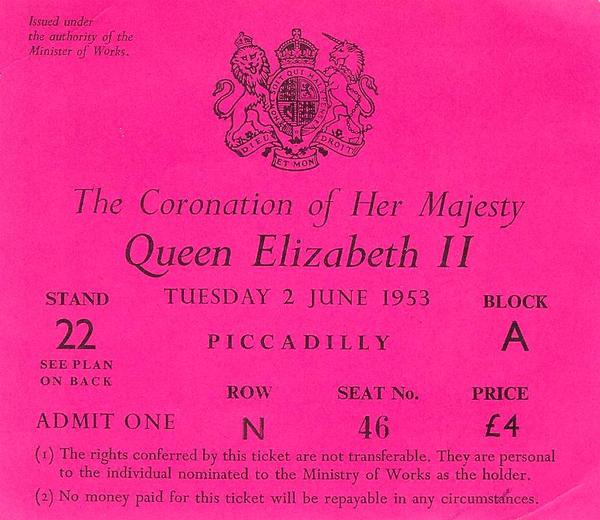 Issued under
the authority of the
Minister of Works.
SOIT QUI MAL
DIEU ET MON DROIT
The Coronation of Her Majesty
Queen Elizabeth II
TUESDAY 2 JUNE 1953
STAND
22
SEE PLAN
ON BACK
PICCADILLY
BLOCK
A
ROW
N
SEAT No.
46
PRICE
£4
ADMIT ONE
(1) The rights conferred by this ticket are not transferable. They are personal
to the individual nominated to the Ministry of Works as the holder.
(2) No money paid for this ticket will be repayable in any circumstances.